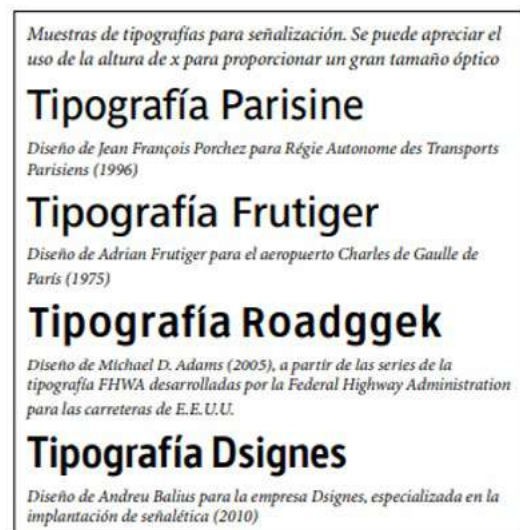 Muestras de tipografías para señalización. Se puede apreciar el
uso de la altura de x para proporcionar un gran tamaño óptico
Tipografía Parisine
Diseño de Jean François Porchez para Régie Autonome des Transports
Parisiens (1996)
Tipografía Frutiger
Diseño de Adrian Frutiger para el aeropuerto Charles de Gaulle de
París (1975)
Tipografía Roadggek
Diseño de Michael D. Adams (2005), a partir de las series de la
tipografía FHWA desarrolladas por la Federal Highway Administration
para las carreteras de E.E.U.U.
Tipografía Dsignes
Diseño de Andreu Balius para la empresa Dsignes, especializada en la
implantación de señalética (2010)